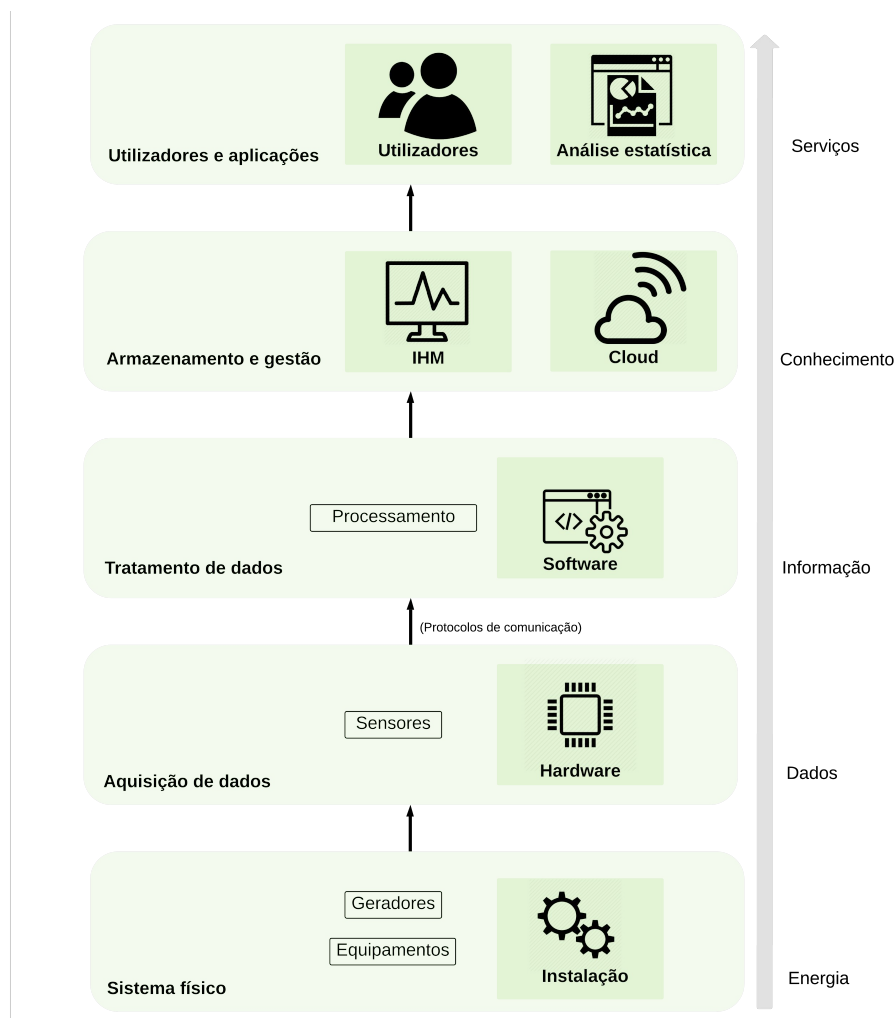 Utilizadores
Análise estatística
Utilizadores e aplicações
Serviços
IHM
Cloud
Armazenamento e gestão
Conhecimento
Processamento
Software
Tratamento de dados
Informação
(Protocolos de comunicação)
Sensores
Hardware
Aquisição de dados
Dados
Geradores
Equipamentos
Instalação
Sistema físico
Energia